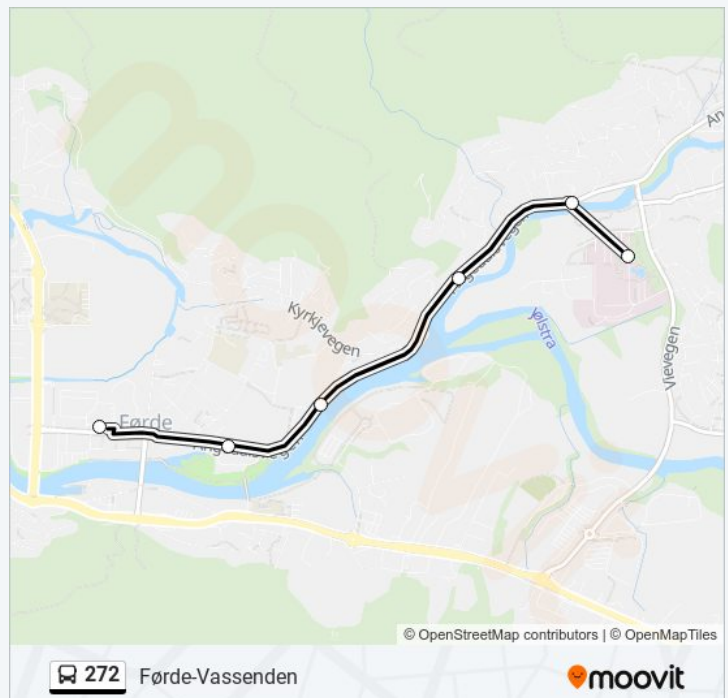 Kyrkjevegen
Jølstra
Vievegen
Førde
© OpenStreetMap contributors | © OpenMapTiles
272 Førde-Vassenden
moovit